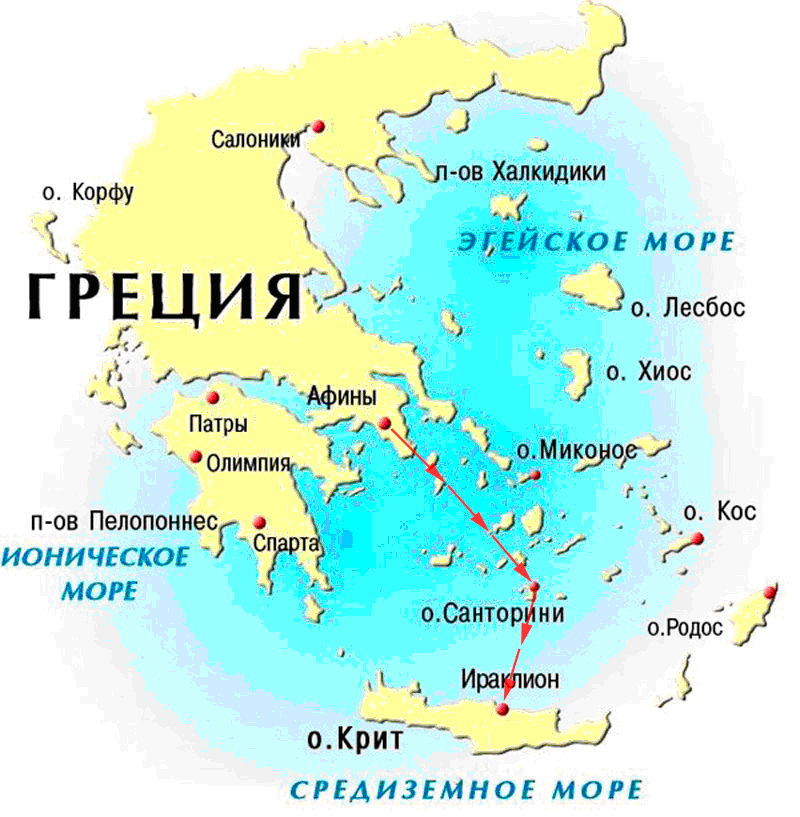 Салоники
п-ов Халкидики
о. Корфу
ЭГЕЙСКОЕ МОРЕ
ГРЕЦИЯ
о. Лесбос
о. Хиос
Афины
Патры
о.Миконос
Олимпия
п-ов Пелопоннес
о. Кос
Спарта
ИОНИЧЕСКОЕ
МОРЕ
о.Санторини
о.Родос
Ираклион
о.Крит
СРЕДИЗЕМНОЕ МОРЕ